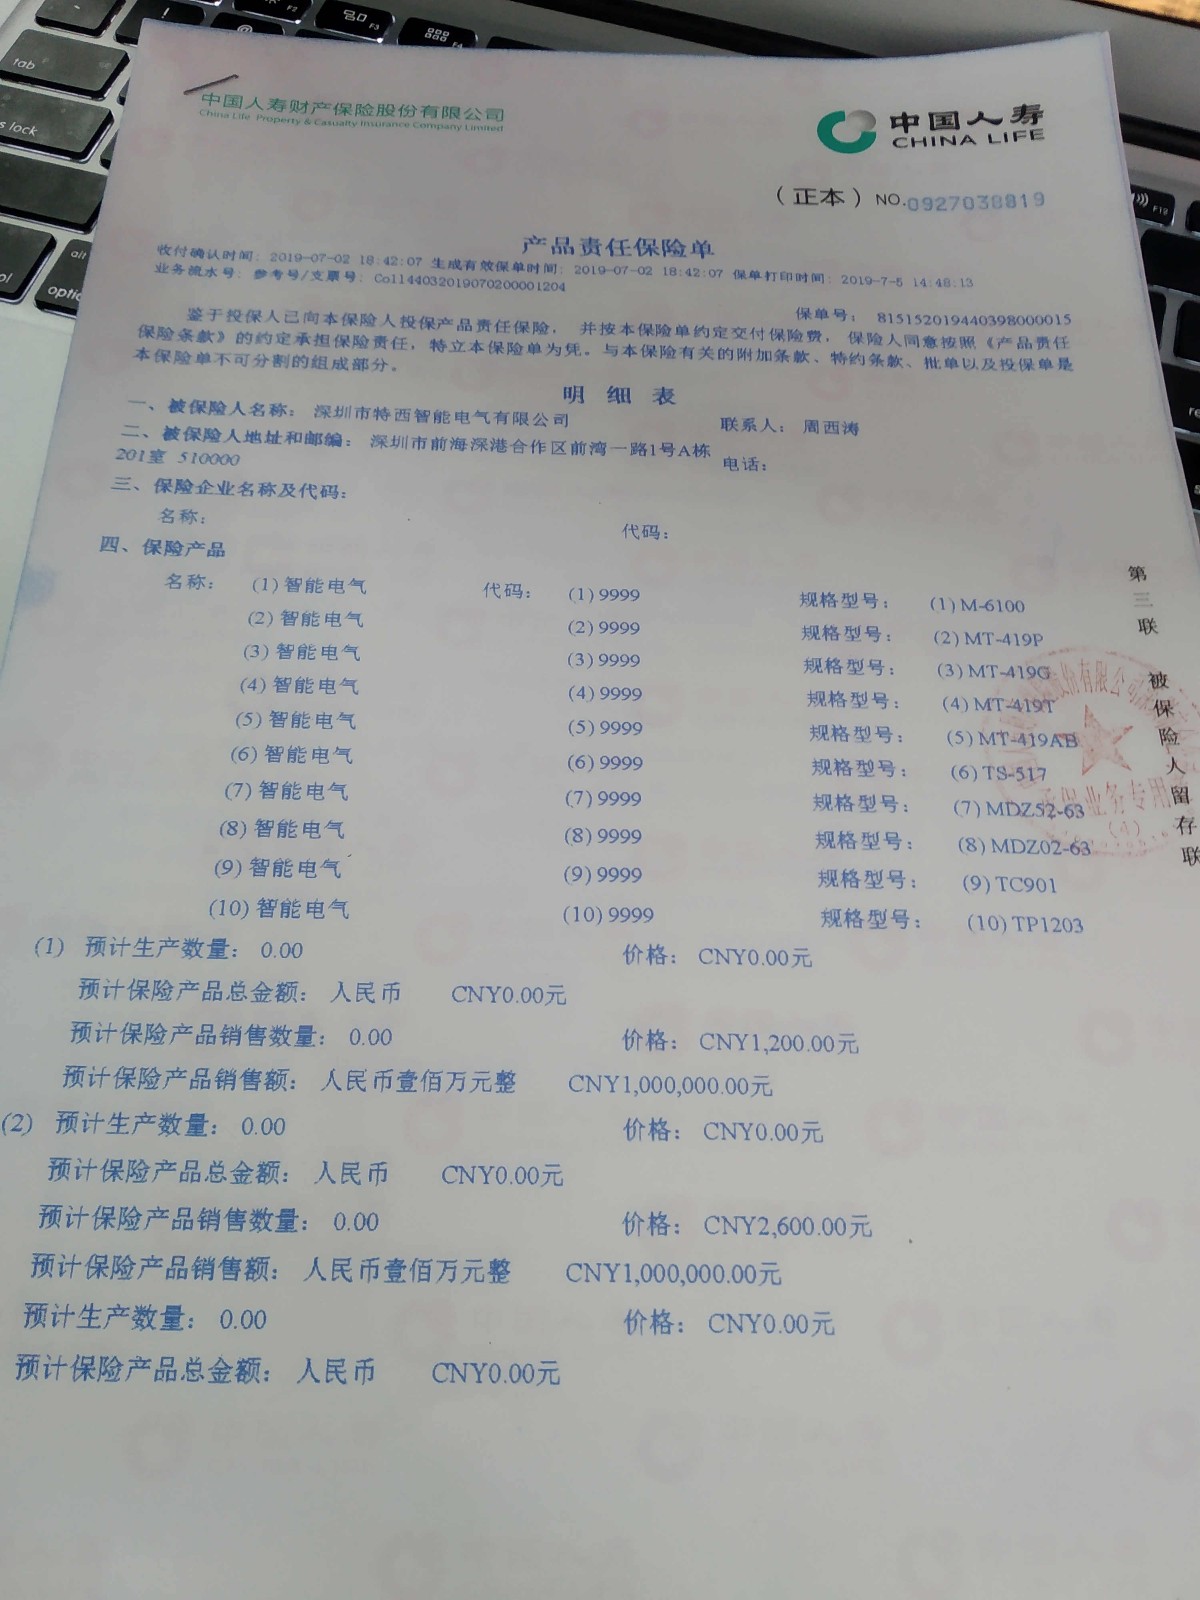 中国人寿财产保险股份有限公司
China Life Property & Casualty Insurance Company Limited
中国人寿
CHINA LIFE
（正本）NO.0927038819
产品责任保险单
收付确认时间：2019-07-02 18:42:07 生成有效保单时间：2019-07-02 18:42:07 保单打印时间：2019-7-5 14:48:13
业务流水号：参考号/支票号：Coll4403201907020000​1204
保单号：815152019440398000015
鉴于投保人已向本保险人投保产品责任保险，并按本保险单约定交付保险费，保险人同意按照《产品责任
保险条款》的约定承担保险责任，特立本保险单为凭。与本保险有关的附加条款、特约条款、批单以及投保单是
本保险单不可分割的组成部分。
明 细 表
一、被保险人名称：深圳市特西智能电气有限公司 联系人：周西涛
二、被保险人地址和邮编：深圳市前海深港合作区前湾一路1号A栋
201室 510000 电话：
三、保险企业名称及代码：
名称： 代码：
四、保险产品
名称： (1)智能电气 代码： (1)9999 规格型号： (1)M-6100
(2)智能电气 (2)9999 规格型号： (2)MT-419P
(3)智能电气 (3)9999 规格型号： (3)MT-419G
(4)智能电气 (4)9999 规格型号： (4)MT-419T
(5)智能电气 (5)9999 规格型号： (5)MT-419AB
(6)智能电气 (6)9999 规格型号： (6)TS-517
(7)智能电气 (7)9999 规格型号： (7)MDZ52-63
(8)智能电气 (8)9999 规格型号： (8)MDZ02-63
(9)智能电气 (9)9999 规格型号： (9)TC901
(10)智能电气 (10)9999 规格型号： (10)TP1203
(1) 预计生产数量：0.00 价格：CNY0.00元
预计保险产品总金额：人民币 CNY0.00元
预计保险产品销售数量：0.00 价格：CNY1,200.00元
预计保险产品销售额：人民币壹佰万元整 CNY1,000,000.00元
(2) 预计生产数量：0.00 价格：CNY0.00元
预计保险产品总金额：人民币 CNY0.00元
预计保险产品销售数量：0.00 价格：CNY2,600.00元
预计保险产品销售额：人民币壹佰万元整 CNY1,000,000.00元
预计生产数量：0.00 价格：CNY0.00元
预计保险产品总金额：人民币 CNY0.00元
第三联 被保险人留存联
股份有限公司
承保业务专用
(4)
tab
s lock
alt
optic
F2
F3
F4
F12